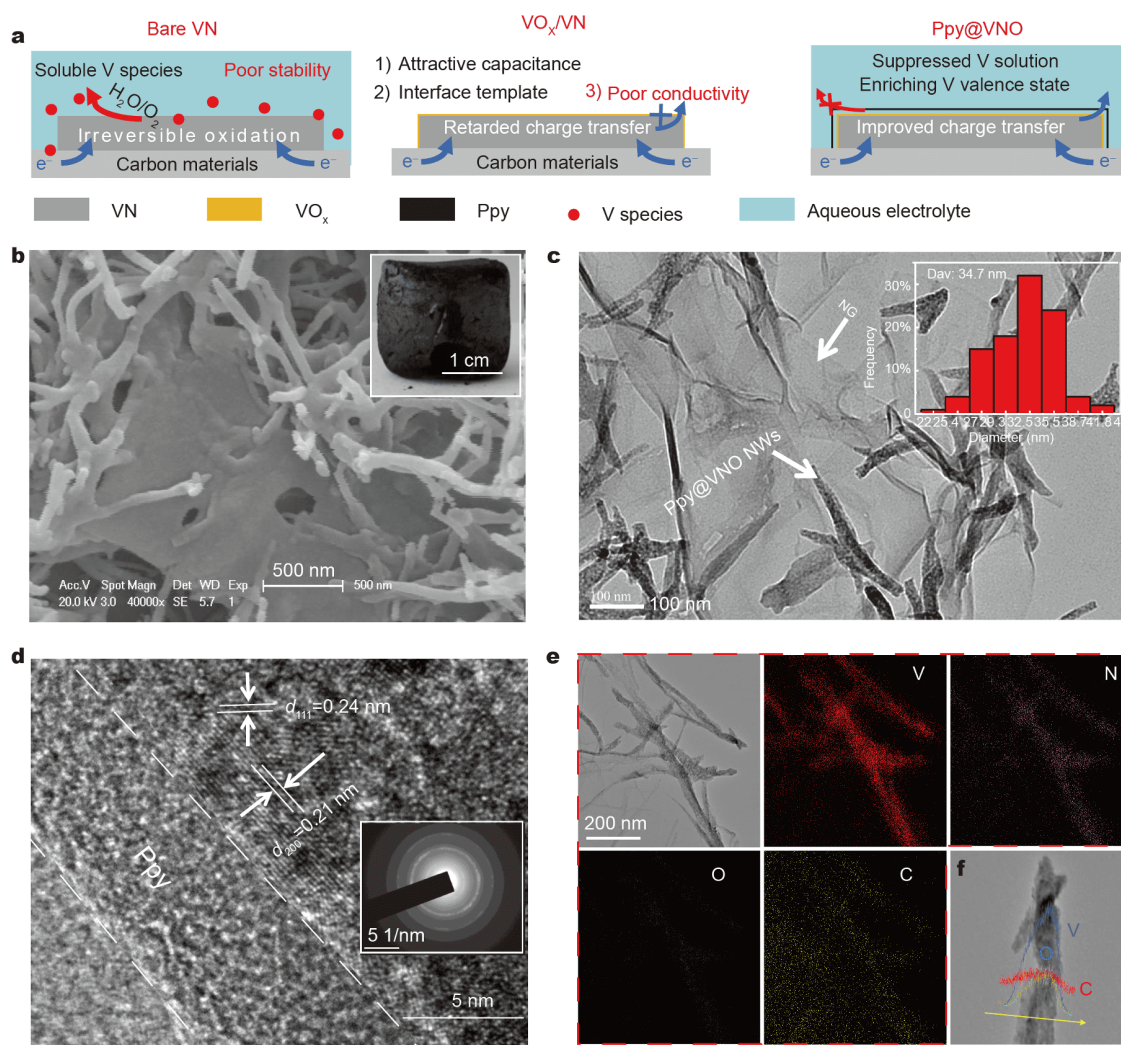 a
Bare VN
VOx/VN
Ppy@VNO
Soluble V species
Poor stability
H2O/O2
Irreversible oxidation
Carbon materials
e−
e−
1) Attractive capacitance
2) Interface template
3) Poor conductivity
Retarded charge transfer
Carbon materials
e−
e−
Suppressed V solution
Enriching V valence state
Improved charge transfer
e−
e−
VN
VOx
Ppy
V species
Aqueous electrolyte
b
1 cm
Acc.V Spot Magn Det WD Exp
20.0 kV 3.0 40000x SE 5.7 1
500 nm
500 nm
c
NG
Ppy@VNO NWs
100 nm
100 nm
Dav: 34.7 nm
30%
20%
10%
0
Frequency
Diameter (nm)
d
d111=0.24 nm
d200=0.21 nm
Ppy
5 1/nm
5 nm
e
200 nm
V
N
O
C
f
V
O
C